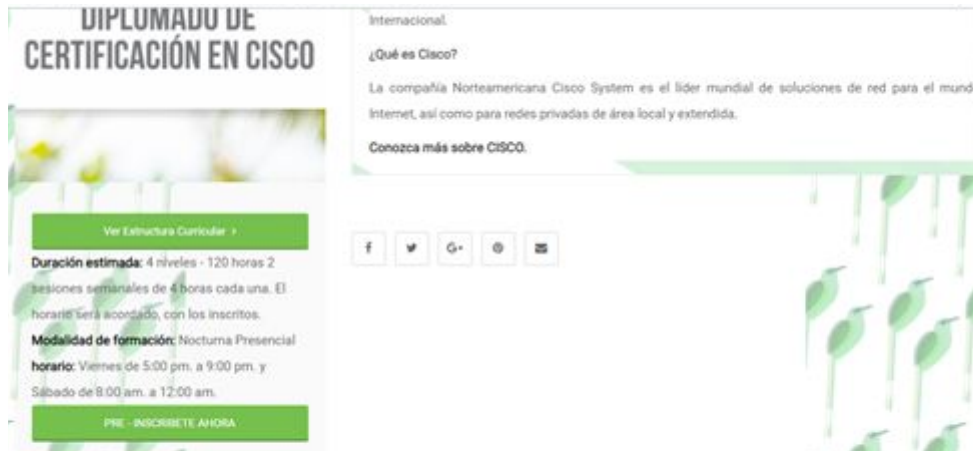 DIPLOMADO DE
CERTIFICACIÓN EN CISCO
Ver Estructura Curricular >
Duración estimada: 4 niveles - 120 horas 2
sesiones semanales de 4 horas cada una. El
horario será acordado, con los inscritos.
Modalidad de formación: Nocturna Presencial
horario: Viernes de 5:00 pm. a 9:00 pm. y
Sábado de 8:00 am. a 12:00 am.
PRE - INSCRIBETE AHORA
Internacional.
¿Qué es Cisco?
La compañía Norteamericana Cisco System es el líder mundial de soluciones de red para el mund
Internet, así como para redes privadas de área local y extendida.
Conozca más sobre CISCO.